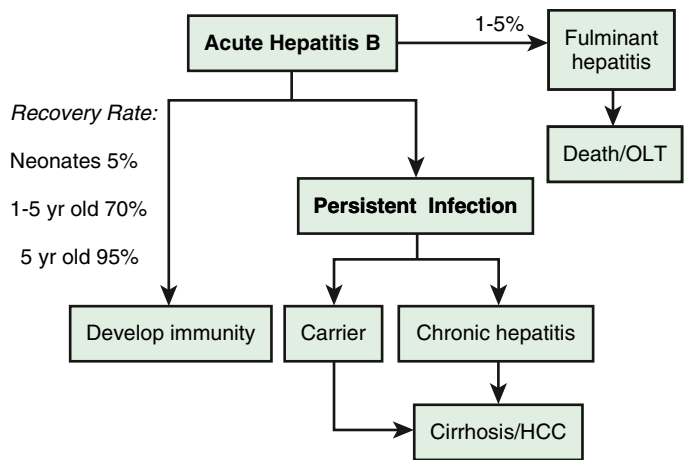 Acute Hepatitis B
1-5%
Fulminant
hepatitis
Death/OLT
Recovery Rate:
Neonates 5%
1-5 yr old 70%
5 yr old 95%
Persistent Infection
Develop immunity
Carrier
Chronic hepatitis
Cirrhosis/HCC